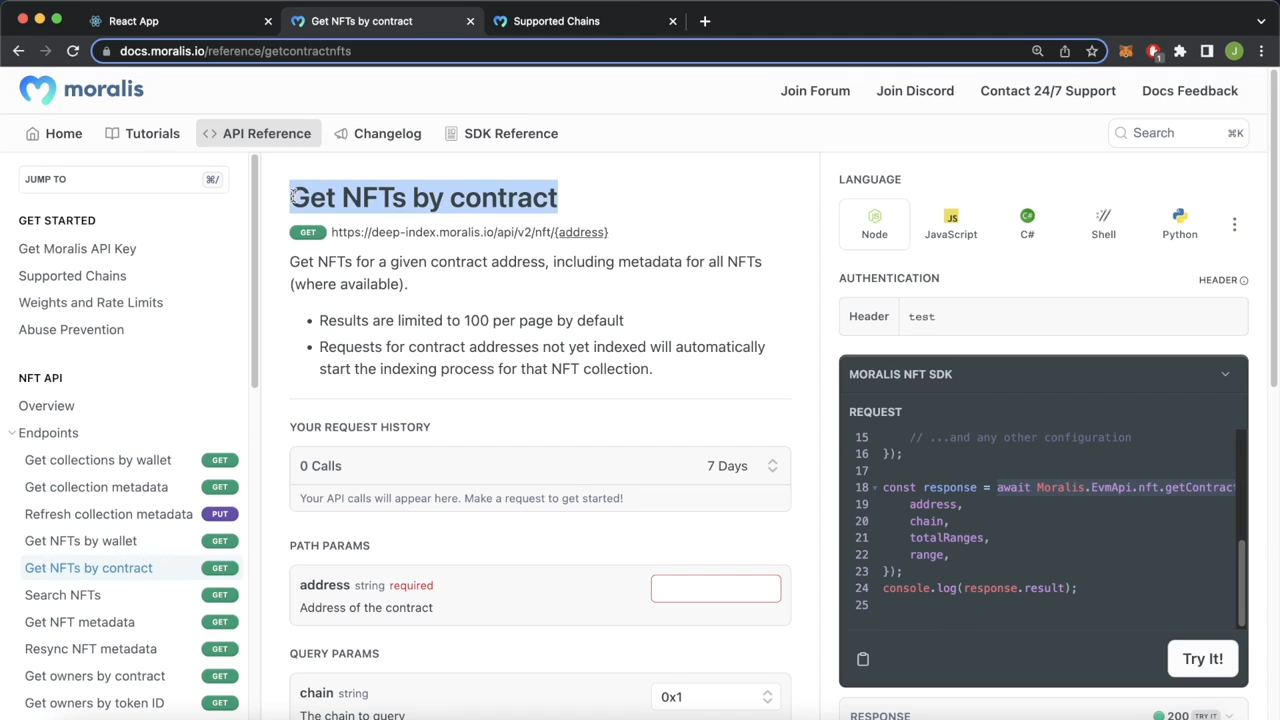 React App
Get NFTs by contract
Supported Chains
docs.moralis.io/reference/getcontractnfts
1
J
moralis
Join Forum
Join Discord
Contact 24/7 Support
Docs Feedback
Home
Tutorials
API Reference
Changelog
SDK Reference
Search
⌘K
JUMP TO
⌘/
GET STARTED
Get Moralis API Key
Supported Chains
Weights and Rate Limits
Abuse Prevention
NFT API
Overview
Endpoints
Get collections by wallet GET
Get collection metadata GET
Refresh collection metadata PUT
Get NFTs by wallet GET
Get NFTs by contract GET
Search NFTs GET
Get NFT metadata GET
Resync NFT metadata GET
Get owners by contract GET
Get owners by token ID GET
Get NFTs by contract
GET https://deep-index.moralis.io/api/v2/nft/{address}
Get NFTs for a given contract address, including metadata for all NFTs
(where available).
• Results are limited to 100 per page by default
• Requests for contract addresses not yet indexed will automatically
start the indexing process for that NFT collection.
YOUR REQUEST HISTORY
0 Calls
7 Days
Your API calls will appear here. Make a request to get started!
PATH PARAMS
address string required
Address of the contract
QUERY PARAMS
chain string
0x1
The chain to query
LANGUAGE
Node
JS
JavaScript
C#
Shell
Python
AUTHENTICATION
HEADER
Header
test
MORALIS NFT SDK
REQUEST
15 // ...and any other configuration
16 });
17
18 const response = await Moralis.EvmApi.nft.getContract
19 address,
20 chain,
21 totalRanges,
22 range,
23 });
24 console.log(response.result);
25
Try It!
RESPONSE
200 TRY IT